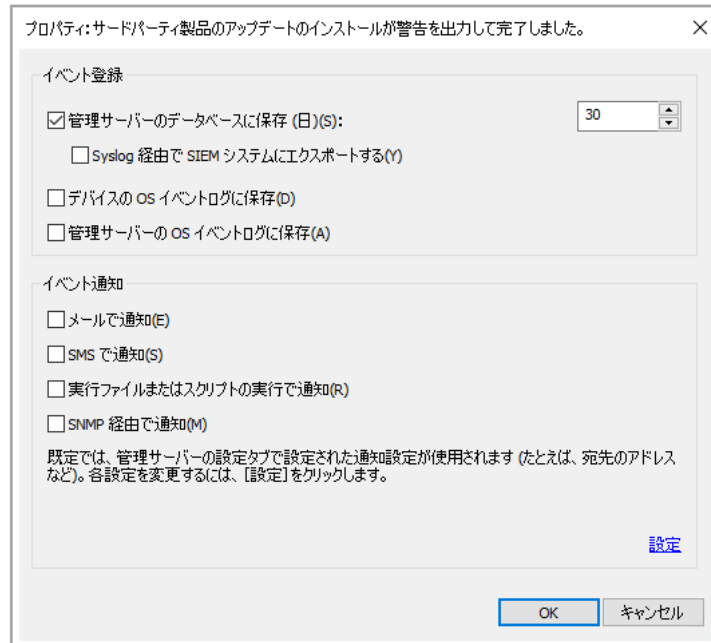 プロパティ:サードパーティ製品のアップデートのインストールが警告を出力して完了しました。
イベント登録
管理サーバーのデータベースに保存 (日)(S):
30
Syslog 経由で SIEM システムにエクスポートする(Y)
デバイスの OS イベントログに保存(D)
管理サーバーの OS イベントログに保存(A)
イベント通知
メールで通知(E)
SMS で通知(S)
実行ファイルまたはスクリプトの実行で通知(R)
SNMP 経由で通知(M)
既定では、管理サーバーの設定タブで設定された通知設定が使用されます (たとえば、宛先のアドレス
など)。各設定を変更するには、[設定]をクリックします。
設定
OK
キャンセル